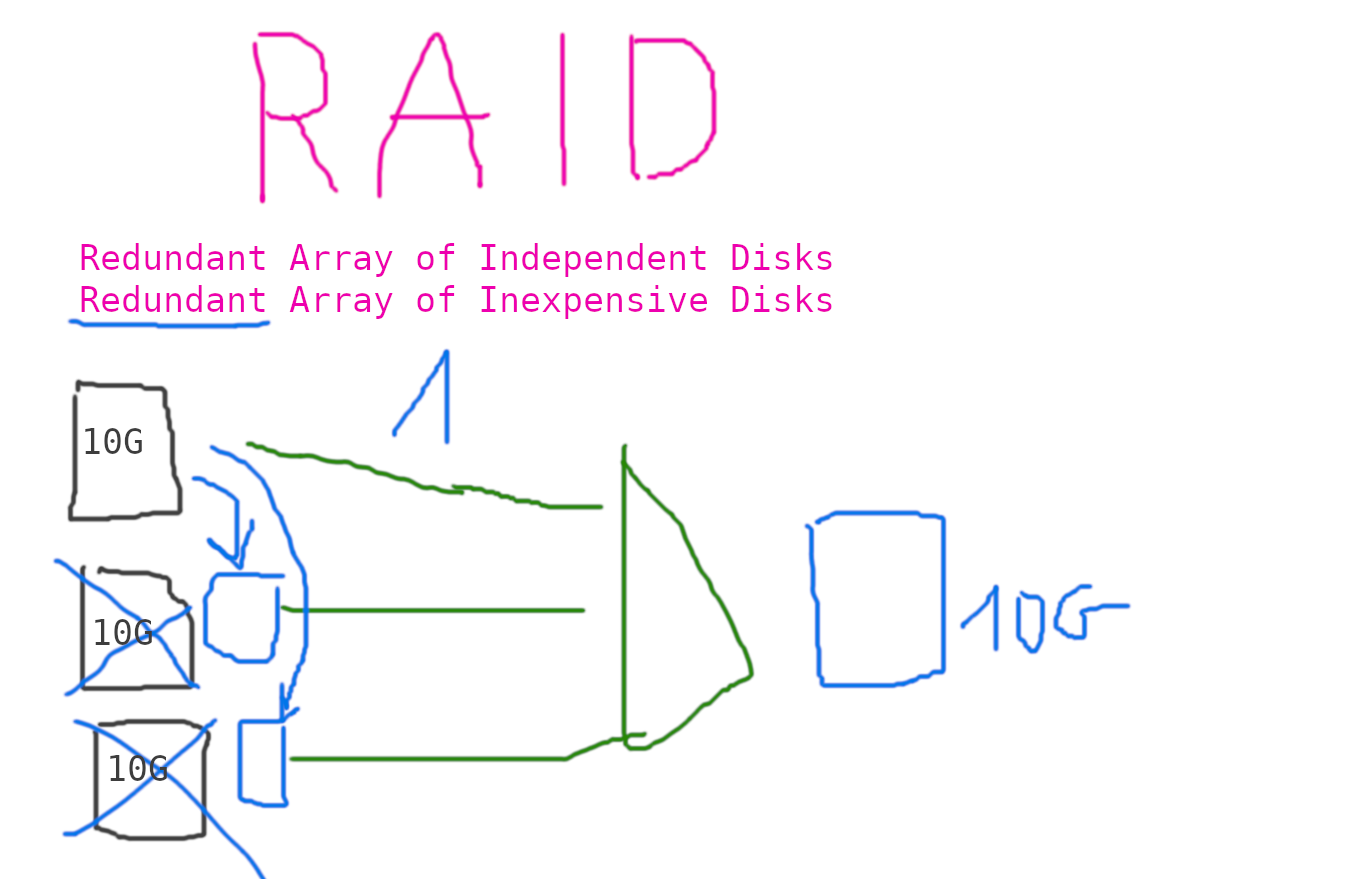 RAID
Redundant Array of Independent Disks
Redundant Array of Inexpensive Disks
1
10G
10G
10G
10G